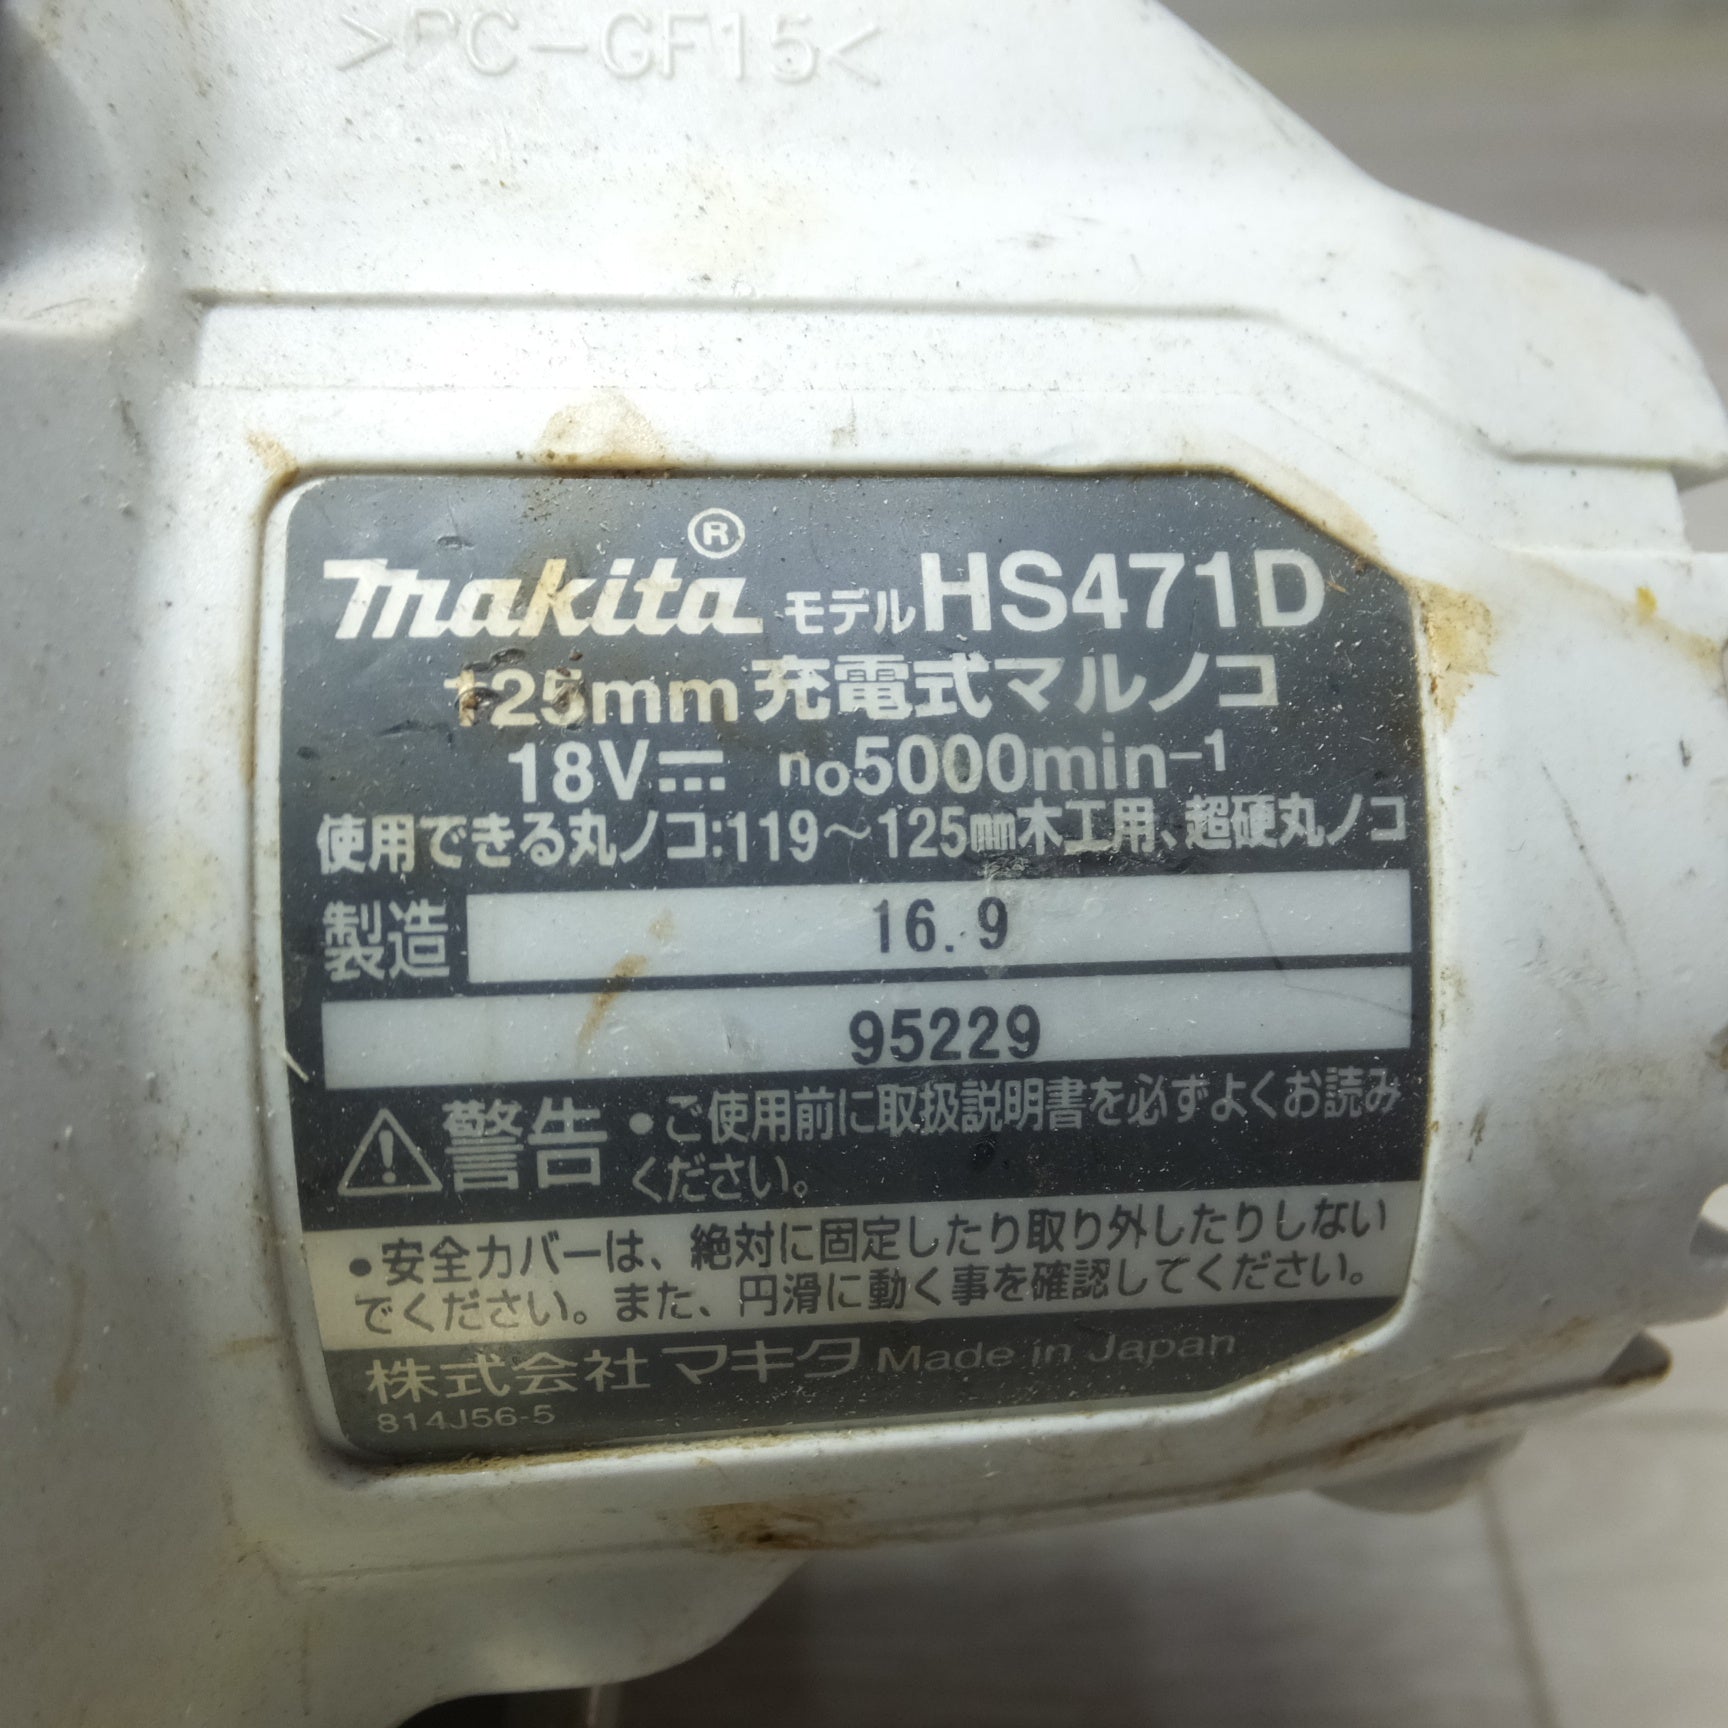 >PC-GF15<
makita® モデルHS471D
125mm 充電式マルノコ
18V⎓ no5000min-1
使用できる丸ノコ:119～125mm木工用、超硬丸ノコ
製造 16.9
95229
⚠警告 •ご使用前に取扱説明書を必ずよくお読み
ください。
•安全カバーは、絶対に固定したり取り外したりしない
でください。また、円滑に動く事を確認してください。
株式会社マキタ Made in Japan
814J56-5